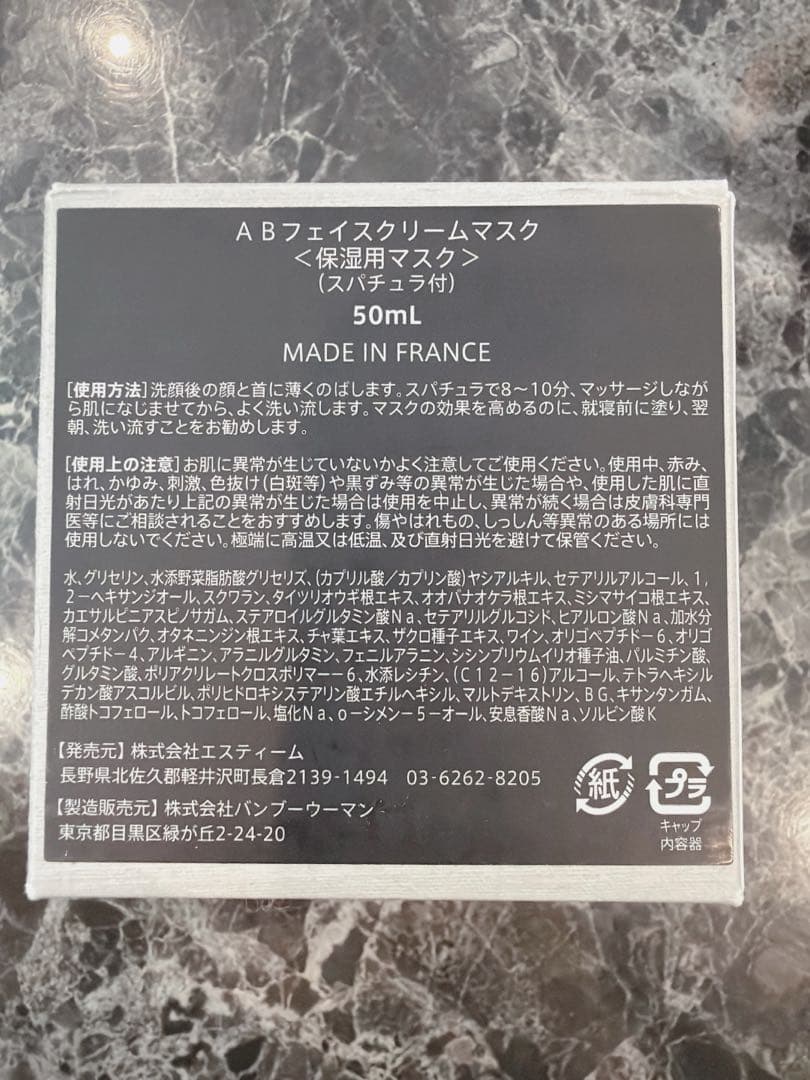 ＡＢフェイスクリームマスク
＜保湿用マスク＞
(スパチュラ付)
50mL
MADE IN FRANCE
[使用方法]洗顔後の顔と首に薄くのばします。スパチュラで8〜10分、マッサージしなが
ら肌になじませてから、よく洗い流します。マスクの効果を高めるのに、就寝前に塗り、翌
朝、洗い流すことをお勧めします。
[使用上の注意]お肌に異常が生じていないかよく注意してご使用ください。使用中、赤み、
はれ、かゆみ、刺激、色抜け(白斑等)や黒ずみ等の異常が生じた場合や、使用した肌に直
射日光があたり上記の異常が生じた場合は使用を中止し、異常が続く場合は皮膚科専門
医等にご相談されることをおすすめします。傷やはれもの、しっしん等異常のある場所には
使用しないでください。極端に高温又は低温、及び直射日光を避けて保管ください。
水、グリセリン、水添野菜脂肪酸グリセリズ、(カプリル酸／カプリン酸)ヤシアルキル、セテアリルアルコール、１，
２－ヘキサンジオール、スクワラン、タイツリオウギ根エキス、オオバナオケラ根エキス、ミシマサイコ根エキス、
カエサルピニアスピノサガム、ステアロイルグルタミン酸Ｎａ、セテアリルグルコシド、ヒアルロン酸Ｎａ、加水分
解コメタンパク、オタネニンジン根エキス、チャ葉エキス、ザクロ種子エキス、ワイン、オリゴペプチド－６、オリゴ
ペプチド－４、アルギニン、アラニルグルタミン、フェニルアラニン、シシンブリウムイリオ種子油、パルミチン酸、
グルタミン酸、ポリアクリレートクロスポリマー－６、水添レシチン、(Ｃ１２－１６)アルコール、テトラヘキシル
デカン酸アスコルビル、ポリヒドロキシステアリン酸エチルヘキシル、マルトデキストリン、ＢＧ、キサンタンガム、
酢酸トコフェロール、トコフェロール、塩化Ｎａ、ｏ－シメン－５－オール、安息香酸Ｎａ、ソルビン酸Ｋ
【発売元】株式会社エスティーム
長野県北佐久郡軽井沢町長倉2139-1494 03-6262-8205
【製造販売元】株式会社バンブーウーマン
東京都目黒区緑が丘2-24-20
紙
プラ
キャップ
内容器